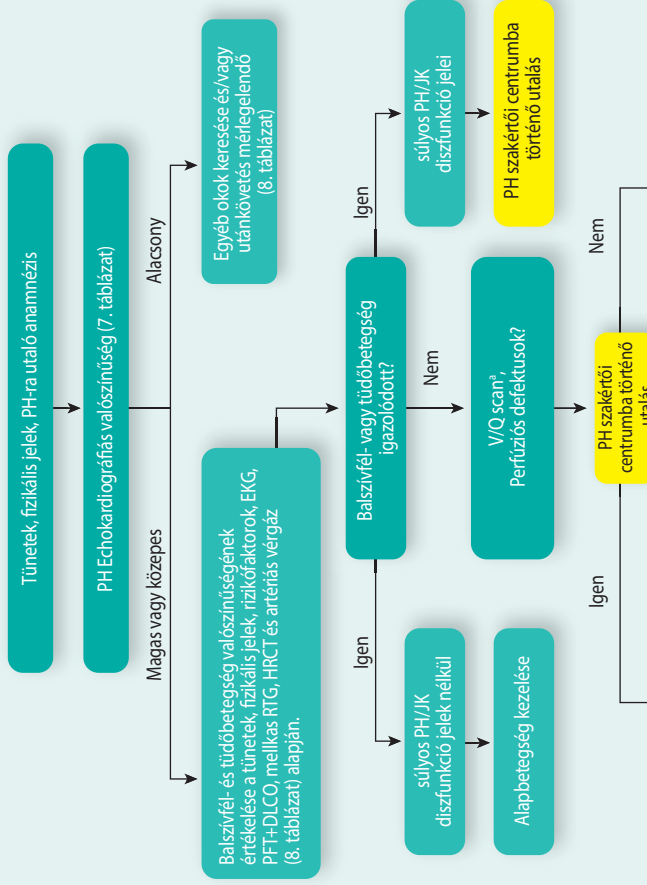 Tünetek, fizikális jelek, PH-ra utaló anamnézis
PH Echokardiográfiás valószínűség (7. táblázat)
Magas vagy közepes
Alacsony
Balszívfél- és tüdőbetegség valószínűségének
értékelése a tünetek, fizikális jelek, rizikófaktorok, EKG,
PFT+DLCO, mellkas RTG, HRCT és artériás vérgáz
(8. táblázat) alapján.
Egyéb okok keresése és/vagy
utánkövetés mérlegelendő
(8. táblázat)
Balszívfél- vagy tüdőbetegség
igazolódott?
Igen
Igen
Nem
súlyos PH/JK
diszfunkció jelek nélkül
súlyos PH/JK
diszfunkció jelei
Alapbetegség kezelése
V/Q scanª,
Perfúziós defektusok?
PH szakértői centrumba
történő utalás
Igen
PH szakértői
centrumba történő
utalás
Nem